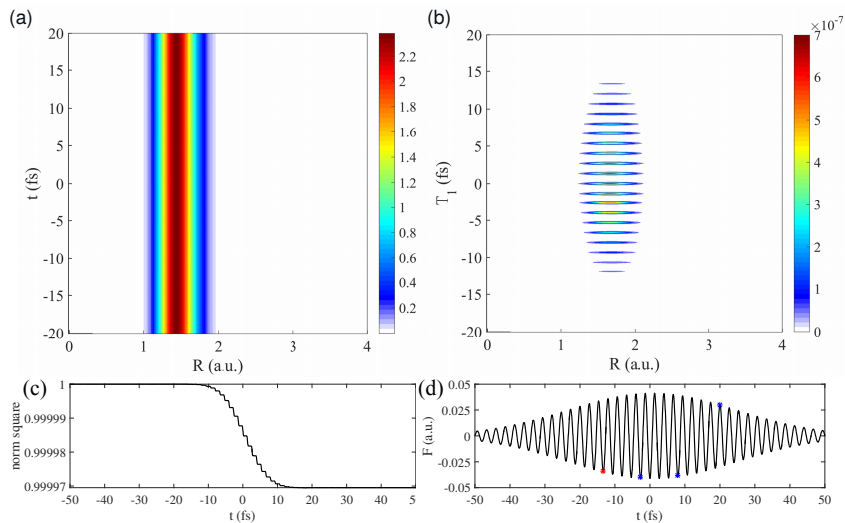 (a)
20
15
10
5
0
-5
-10
-15
-20
t (fs)
0 1 2 3 4
R (a.u.)
2.2
2
1.8
1.6
1.4
1.2
1
0.8
0.6
0.4
0.2
(b)
20
15
10
5
0
-5
-10
-15
-20
T1 (fs)
0 1 2 3 4
R (a.u.)
×10-7
7
6
5
4
3
2
1
0
(c)
1
0.99999
0.99998
0.99997
norm square
-50 -40 -30 -20 -10 0 10 20 30 40 5
t (fs)
(d)
0.05
0.025
0
-0.025
-0.05
F (a.u.)
-50 -40 -30 -20 -10 0 10 20 30 40 50
t (fs)